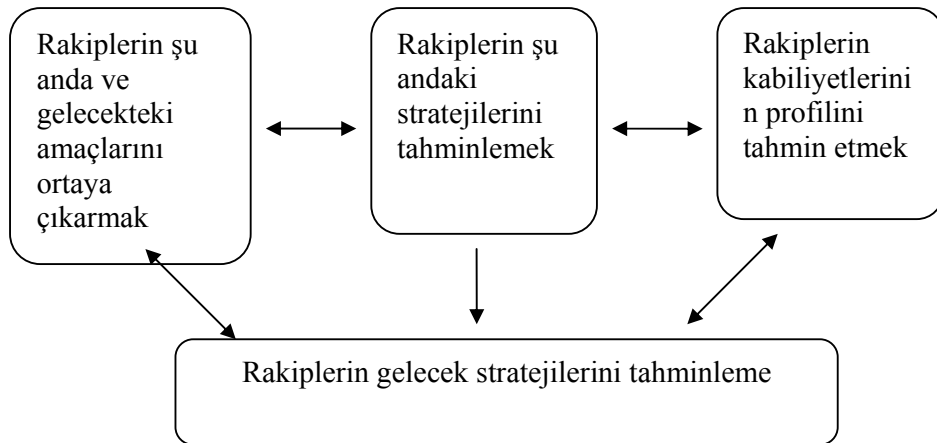 Rakiplerin şu
anda ve
gelecekteki
amaçlarını
ortaya
çıkarmak
Rakiplerin şu
andaki
stratejilerini
tahminlemek
Rakiplerin
kabiliyetlerini
n profilini
tahmin etmek
Rakiplerin gelecek stratejilerini tahminleme